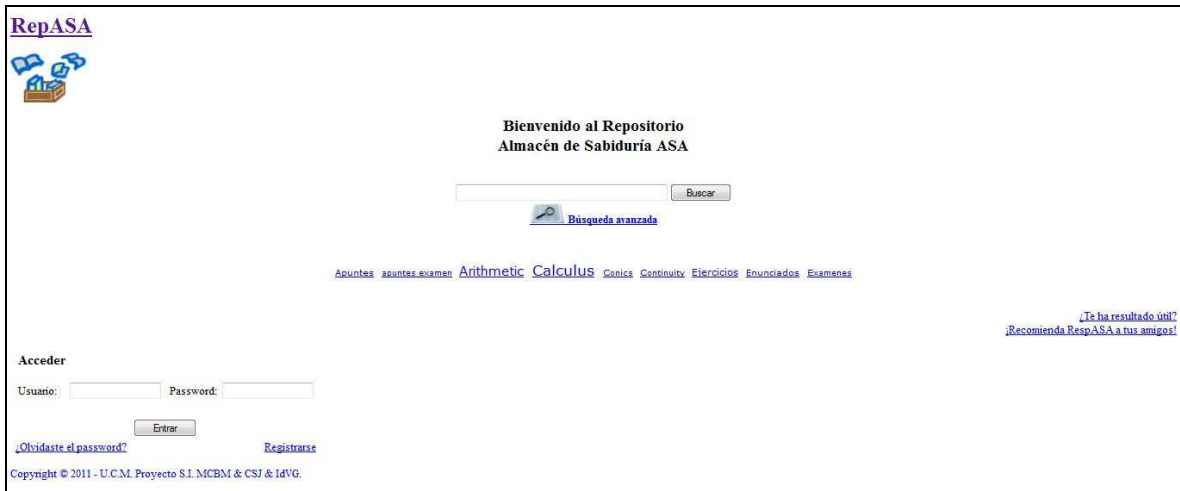 RepASA
Bienvenido al Repositorio
Almacén de Sabiduría ASA
Buscar
Búsqueda avanzada
Apuntes apuntes examen Arithmetic Calculus Conics Continuity Ejercicios Enunciados Examenes
¿Te ha resultado útil?
¡Recomienda RespASA a tus amigos!
Acceder
Usuario: Password:
Entrar
¿Olvidaste el password? Registrarse
Copyright © 2011 - U.C.M. Proyecto S.I. MCBM & CSJ & IdVG.